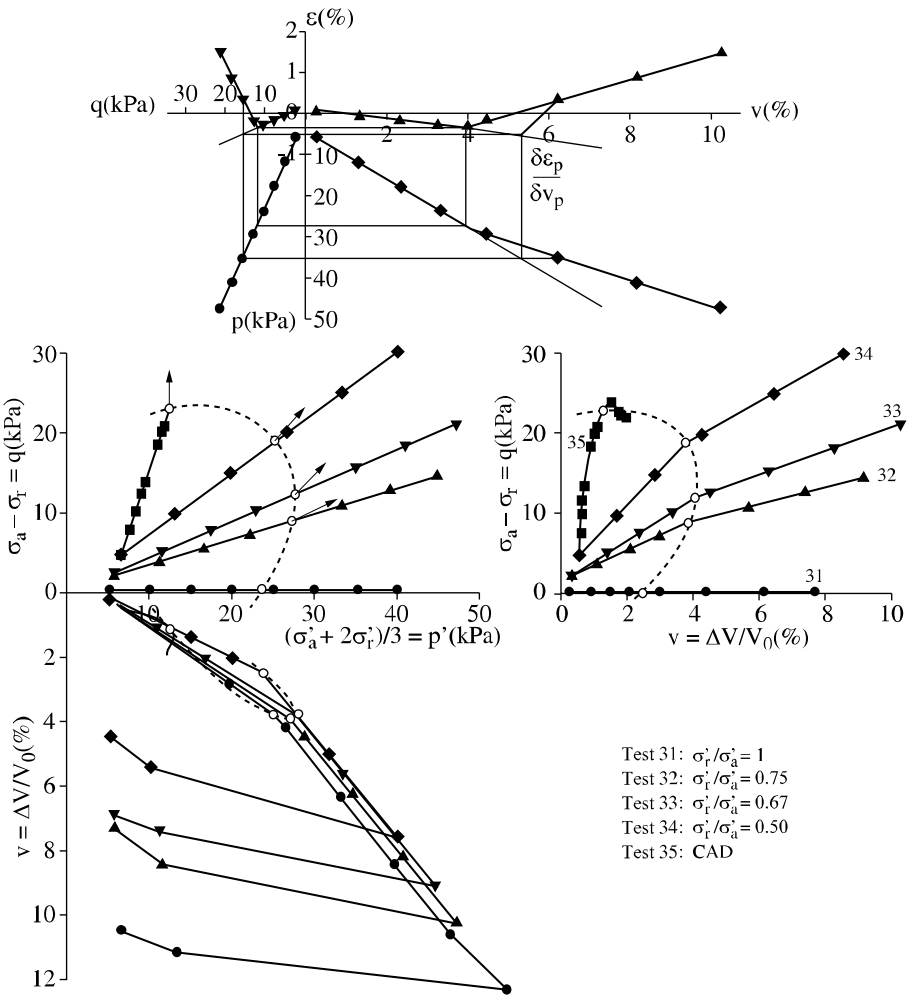 ε(%)
2
1
q(kPa) 30 20 10 0 2 4 6 8 10 v(%)
-1
10
20
30
40
50
p(kPa)
δεp
δvp
30
20
10
0
σa – σr = q(kPa)
10 20 30 40 50
(σ'a + 2σ'r)/3 = p'(kPa)
2
4
6
8
10
12
v = ΔV/V0(%)
30
20
10
0
σa – σr = q(kPa)
34
33
35
32
31
0 2 4 6 8 10
v = ΔV/V0(%)
Test 31: σ'r/σ'a = 1
Test 32: σ'r/σ'a = 0.75
Test 33: σ'r/σ'a = 0.67
Test 34: σ'r/σ'a = 0.50
Test 35: CAD